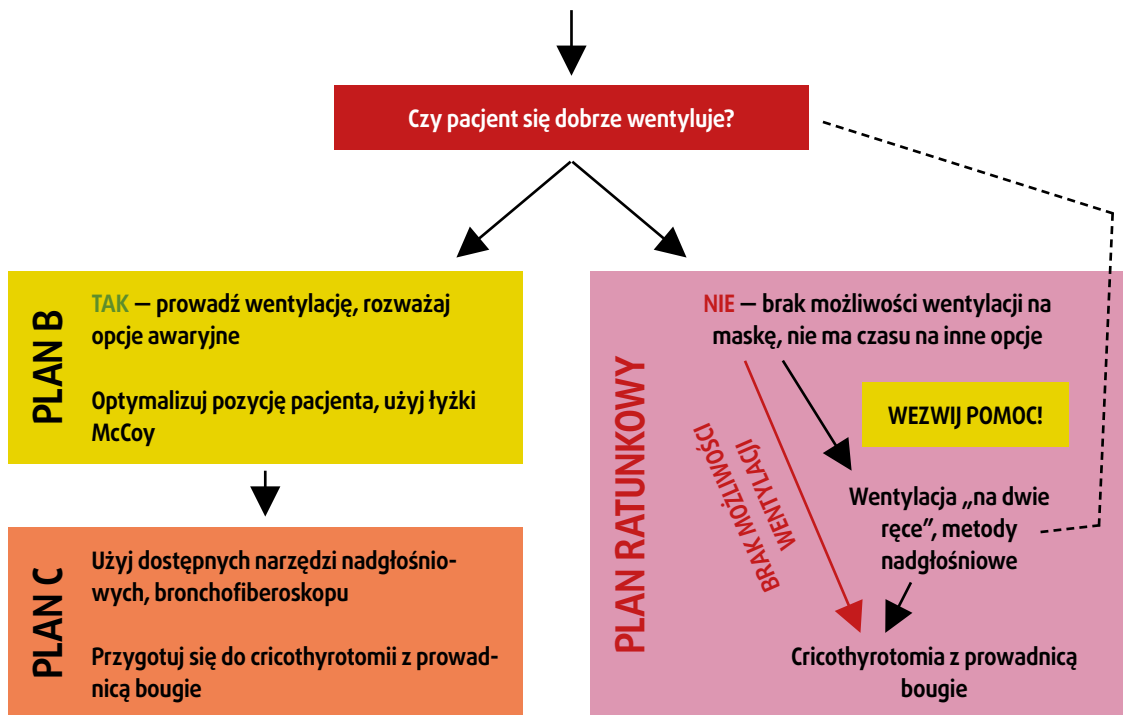 Czy pacjent się dobrze wentyluje?
PLAN B
TAK — prowadź wentylację, rozważaj
opcje awaryjne
Optymalizuj pozycję pacjenta, użyj łyżki
McCoy
PLAN C
Użyj dostępnych narzędzi nadgłośnio-
wych, bronchofiberoskopu
Przygotuj się do cricothyrotomii z prowad-
nicą bougie
PLAN RATUNKOWY
NIE — brak możliwości wentylacji na
maskę, nie ma czasu na inne opcje
WEZWIJ POMOC!
BRAK MOŻLIWOŚCI
WENTYLACJI
Wentylacja „na dwie
ręce”, metody
nadgłośniowe
Cricothyrotomia z prowadnicą
bougie